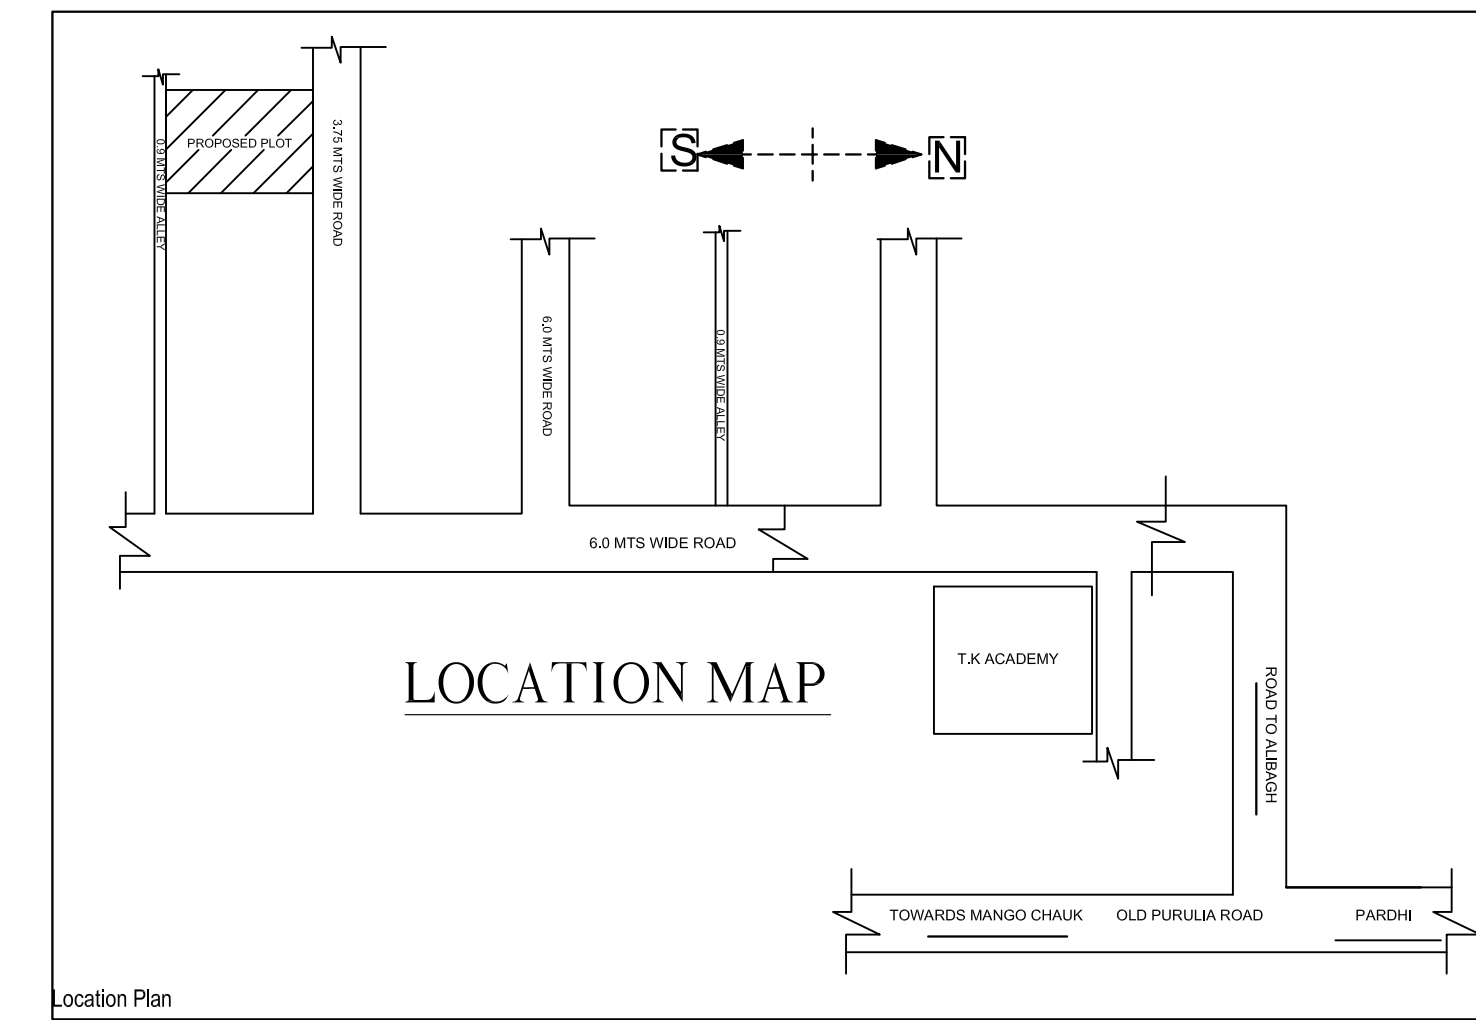 PROPOSED PLOT
0.9 MTS WIDE ALLEY
3.75 MTS WIDE ROAD
S
N
6.0 MTS WIDE ROAD
0.9 MTS WIDE ALLEY
6.0 MTS WIDE ROAD
LOCATION MAP
T.K ACADEMY
ROAD TO ALIBAGH
TOWARDS MANGO CHAUK OLD PURULIA ROAD PARDHI
Location Plan